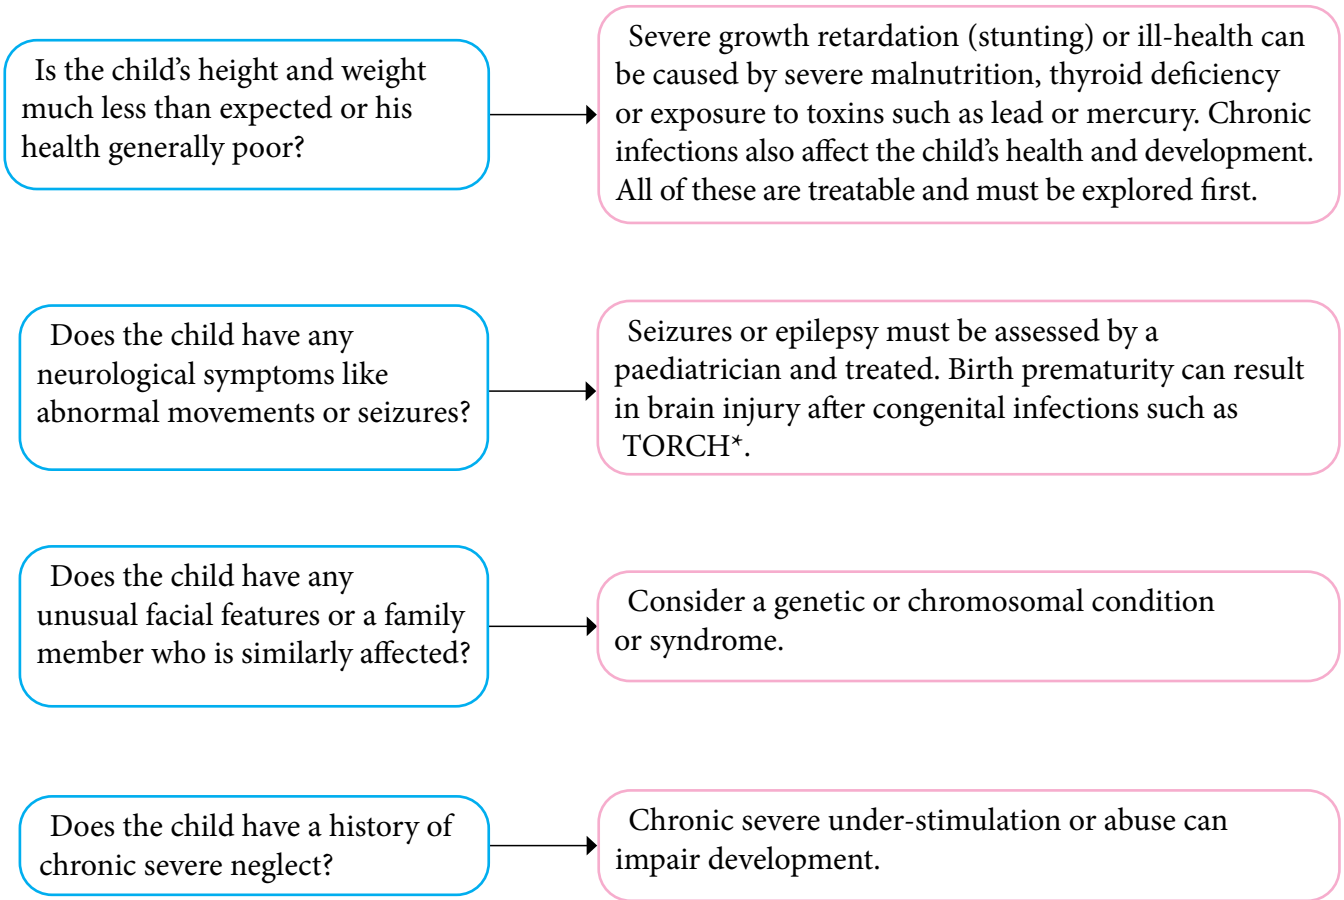 Is the child’s height and weight
much less than expected or his
health generally poor?
Severe growth retardation (stunting) or ill-health can
be caused by severe malnutrition, thyroid deficiency
or exposure to toxins such as lead or mercury. Chronic
infections also affect the child’s health and development.
All of these are treatable and must be explored first.
Does the child have any
neurological symptoms like
abnormal movements or seizures?
Seizures or epilepsy must be assessed by a
paediatrician and treated. Birth prematurity can result
in brain injury after congenital infections such as
TORCH*.
Does the child have any
unusual facial features or a family
member who is similarly affected?
Consider a genetic or chromosomal condition
or syndrome.
Does the child have a history of
chronic severe neglect?
Chronic severe under-stimulation or abuse can
impair development.